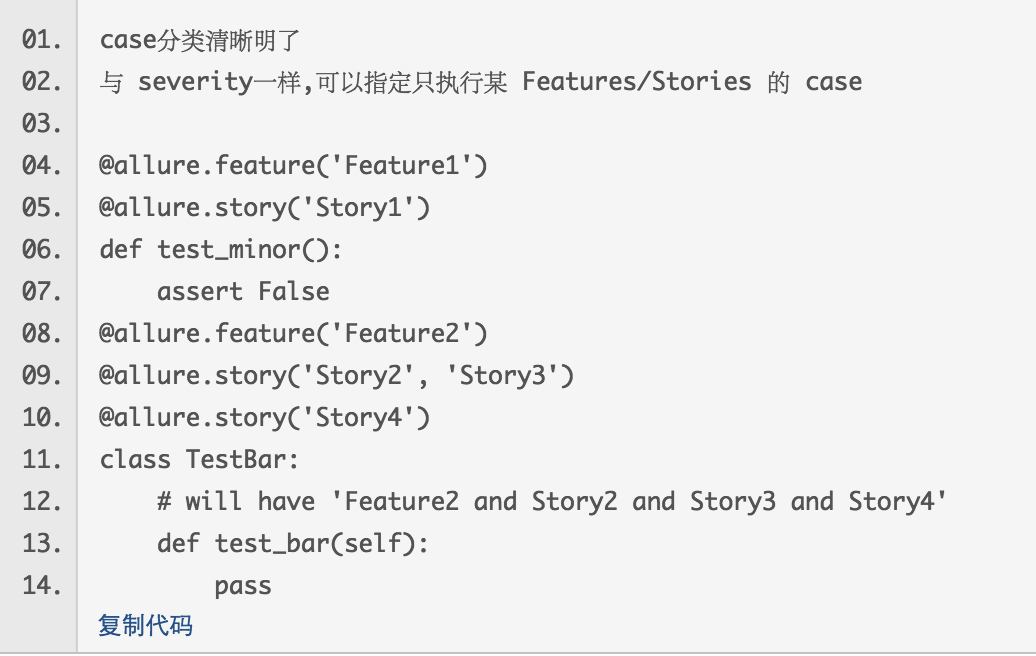 01. case分类清晰明了
02. 与 severity一样,可以指定只执行某 Features/Stories 的 case
03.
04. @allure.feature('Feature1')
05. @allure.story('Story1')
06. def test_minor():
07.     assert False
08. @allure.feature('Feature2')
09. @allure.story('Story2', 'Story3')
10. @allure.story('Story4')
11. class TestBar:
12.     # will have 'Feature2 and Story2 and Story3 and Story4'
13.     def test_bar(self):
14.         pass
复制代码